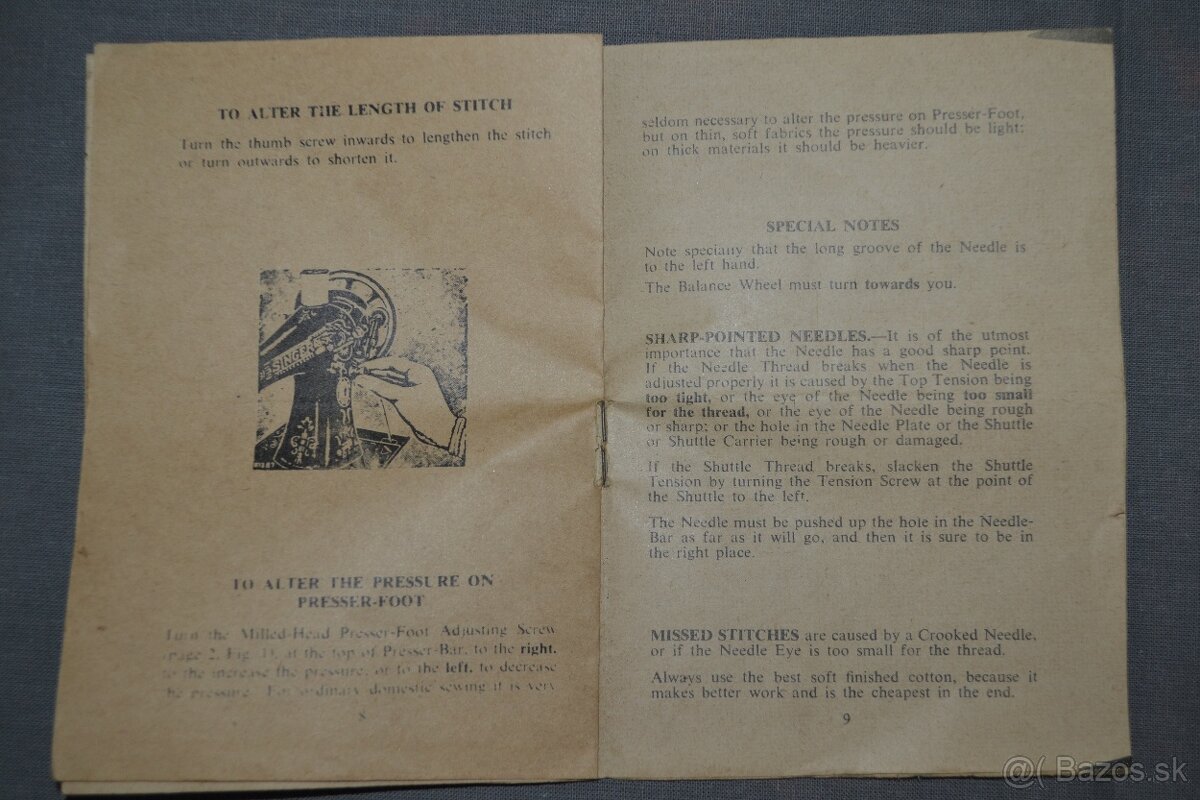 TO ALTER THE LENGTH OF STITCH
Turn the thumb screw inwards to lengthen the stitch
or turn outwards to shorten it.
SINGER
TO ALTER THE PRESSURE ON
PRESSER-FOOT
Turn the Milled-Head Presser-Foot Adjusting Screw
(page 2, Fig. 1), at the top of Presser-Bar, to the right,
to the increase the pressure, or to the left, to decrease
the pressure. For ordinary domestic sewing it is very
8
seldom necessary to alter the pressure on Presser-Foot,
but on thin, soft fabrics the pressure should be light;
on thick materials it should be heavier.
SPECIAL NOTES
Note specially that the long groove of the Needle is
to the left hand.
The Balance Wheel must turn towards you.
SHARP-POINTED NEEDLES.—It is of the utmost
importance that the Needle has a good sharp point.
If the Needle Thread breaks when the Needle is
adjusted properly it is caused by the Top Tension being
too tight, or the eye of the Needle being too small
for the thread, or the eye of the Needle being rough
or sharp; or the hole in the Needle Plate or the Shuttle
or Shuttle Carrier being rough or damaged.
If the Shuttle Thread breaks, slacken the Shuttle
Tension by turning the Tension Screw at the point of
the Shuttle to the left.
The Needle must be pushed up the hole in the Needle-
Bar as far as it will go, and then it is sure to be in
the right place.
MISSED STITCHES are caused by a Crooked Needle,
or if the Needle Eye is too small for the thread.
Always use the best soft finished cotton, because it
makes better work and is the cheapest in the end.
9
@( Bazos.sk